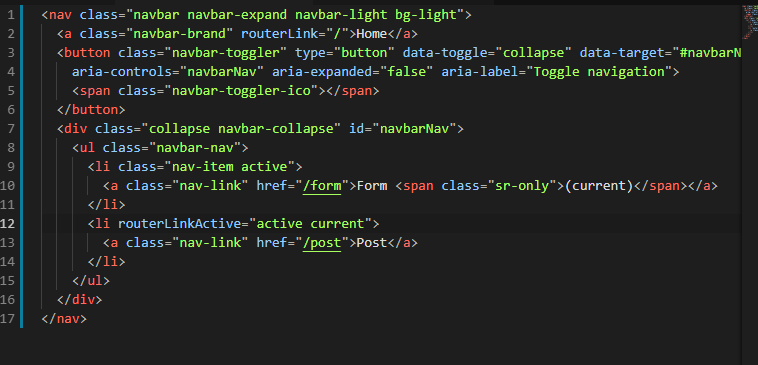 1 <nav class="navbar navbar-expand navbar-light bg-light">
2   <a class="navbar-brand" routerLink="/">Home</a>
3   <button class="navbar-toggler" type="button" data-toggle="collapse" data-target="#navbarN
4     aria-controls="navbarNav" aria-expanded="false" aria-label="Toggle navigation">
5     <span class="navbar-toggler-ico"></span>
6   </button>
7   <div class="collapse navbar-collapse" id="navbarNav">
8     <ul class="navbar-nav">
9       <li class="nav-item active">
10         <a class="nav-link" href="/form">Form <span class="sr-only">(current)</span></a>
11       </li>
12       <li routerLinkActive="active current">
13         <a class="nav-link" href="/post">Post</a>
14       </li>
15     </ul>
16   </div>
17 </nav>